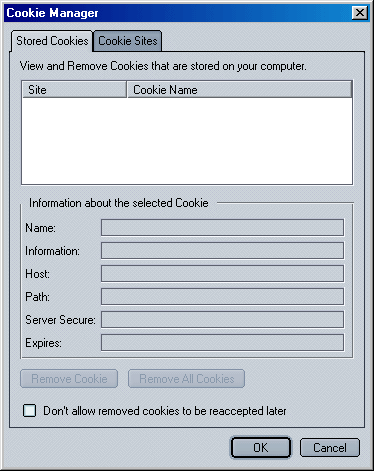 Cookie Manager
Stored Cookies Cookie Sites
View and Remove Cookies that are stored on your computer.
Site Cookie Name
Information about the selected Cookie
Name:
Information:
Host:
Path:
Server Secure:
Expires:
Remove Cookie Remove All Cookies
Don't allow removed cookies to be reaccepted later
OK Cancel